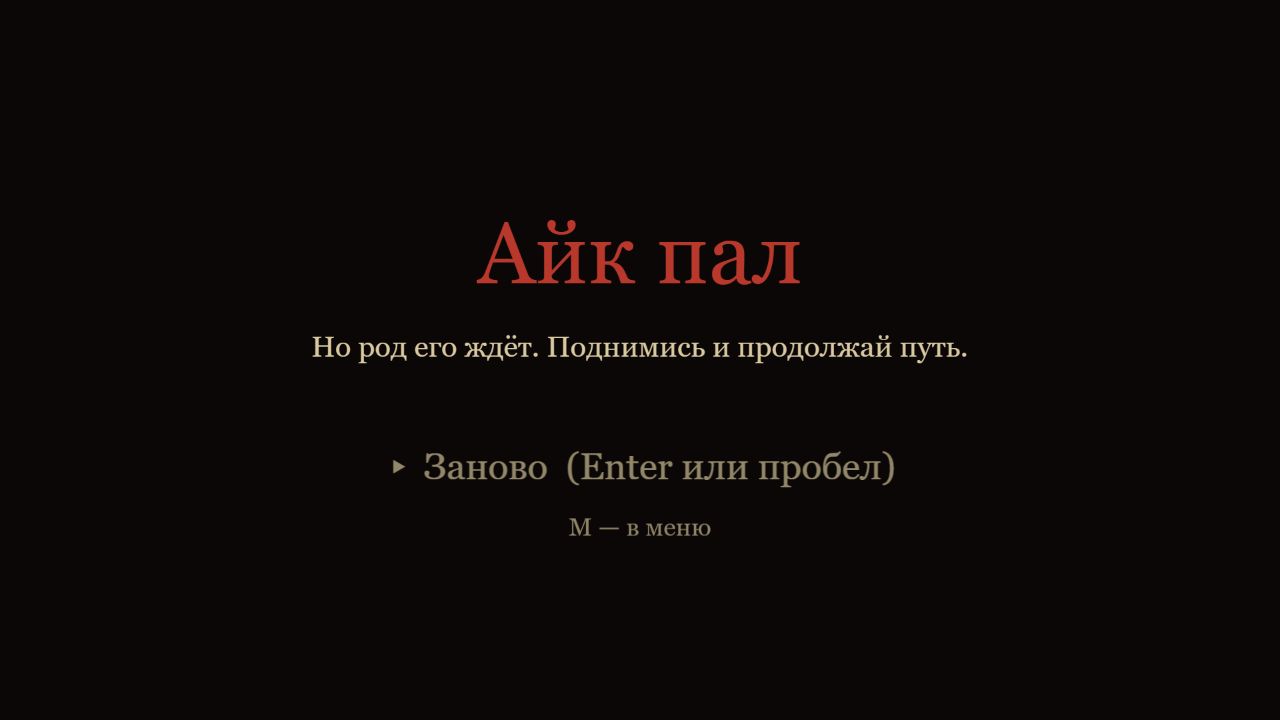 Айк пал
Но род его ждёт. Поднимись и продолжай путь.
▸ Заново (Enter или пробел)
M — в меню